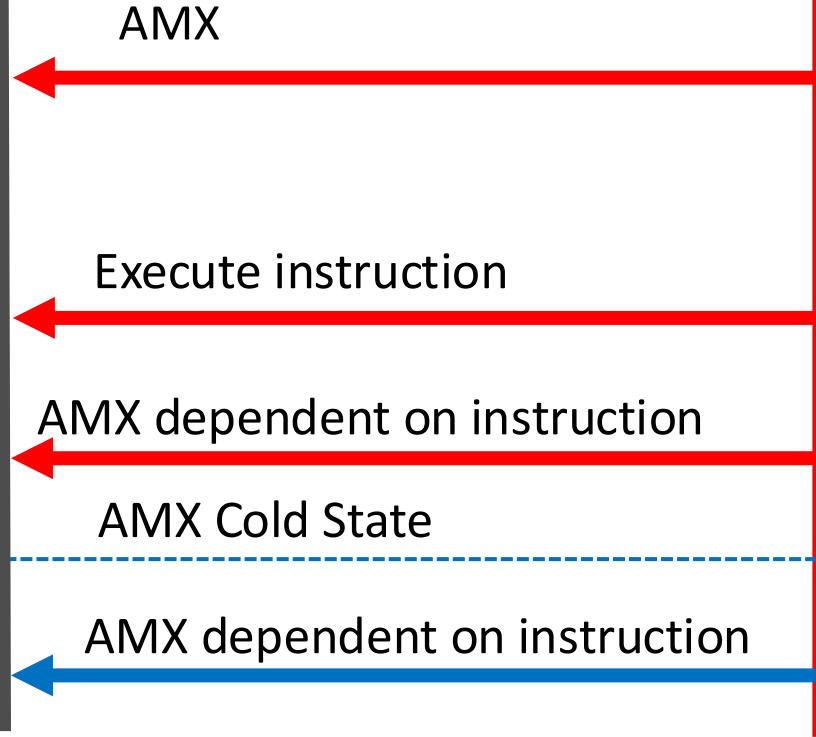 AMX
Execute instruction
AMX dependent on instruction
AMX Cold State
AMX dependent on instruction